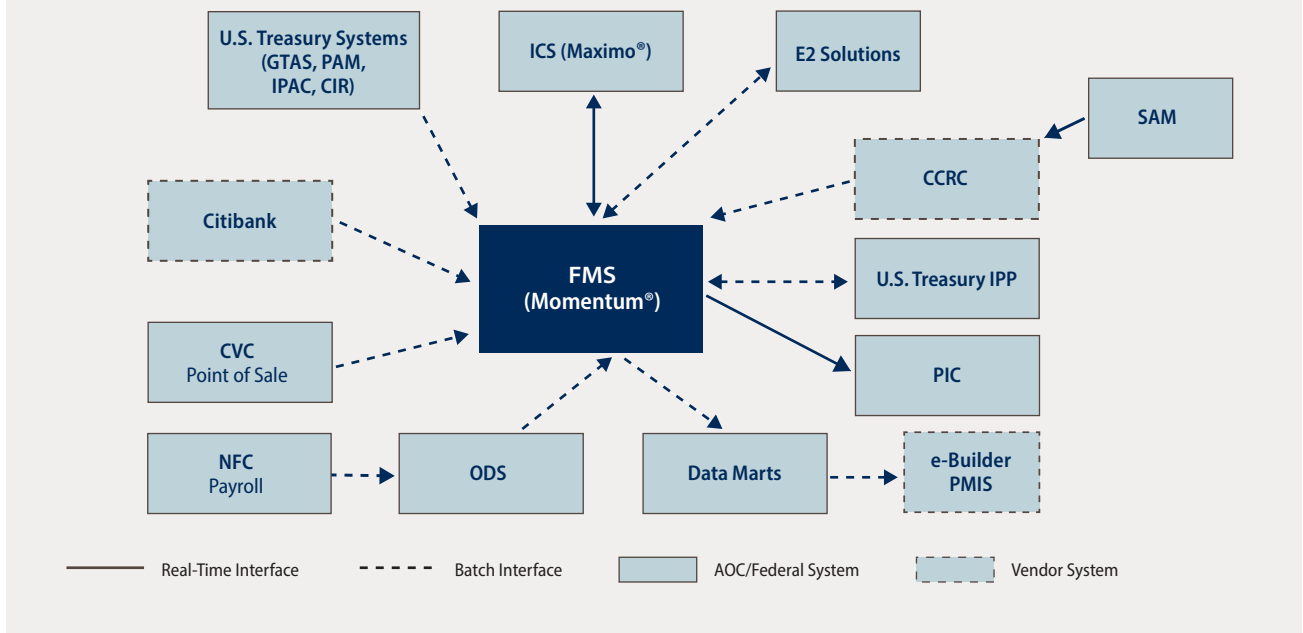 U.S. Treasury Systems
(GTAS, PAM,
IPAC, CIR)
ICS (Maximo®)
E2 Solutions
SAM
CCRC
Citibank
FMS
(Momentum®)
U.S. Treasury IPP
CVC
Point of Sale
PIC
NFC
Payroll
ODS
Data Marts
e-Builder
PMIS
Real-Time Interface
Batch Interface
AOC/Federal System
Vendor System